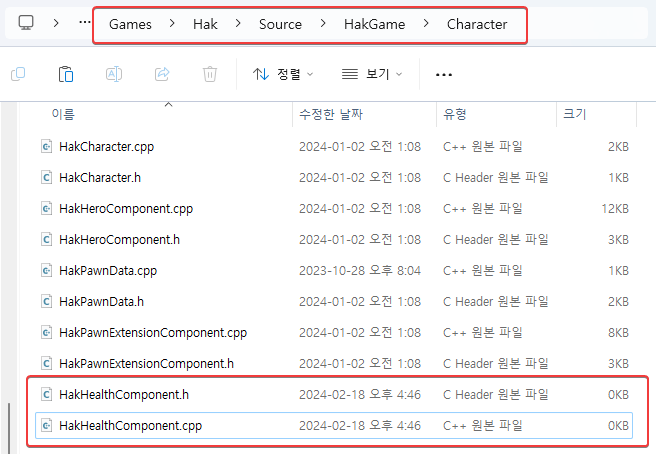 … > Games > Hak > Source > HakGame > Character
정렬 보기 …
이름 수정한 날짜 유형 크기
HakCharacter.cpp 2024-01-02 오전 1:08 C++ 원본 파일 2KB
HakCharacter.h 2024-01-02 오전 1:08 C Header 원본 파일 1KB
HakHeroComponent.cpp 2024-01-02 오전 1:08 C++ 원본 파일 12KB
HakHeroComponent.h 2024-01-02 오전 1:08 C Header 원본 파일 3KB
HakPawnData.cpp 2023-10-28 오후 8:04 C++ 원본 파일 1KB
HakPawnData.h 2024-01-02 오전 1:08 C Header 원본 파일 2KB
HakPawnExtensionComponent.cpp 2024-01-02 오전 1:08 C++ 원본 파일 8KB
HakPawnExtensionComponent.h 2024-01-02 오전 1:08 C Header 원본 파일 3KB
HakHealthComponent.h 2024-02-18 오후 4:46 C Header 원본 파일 0KB
HakHealthComponent.cpp 2024-02-18 오후 4:46 C++ 원본 파일 0KB